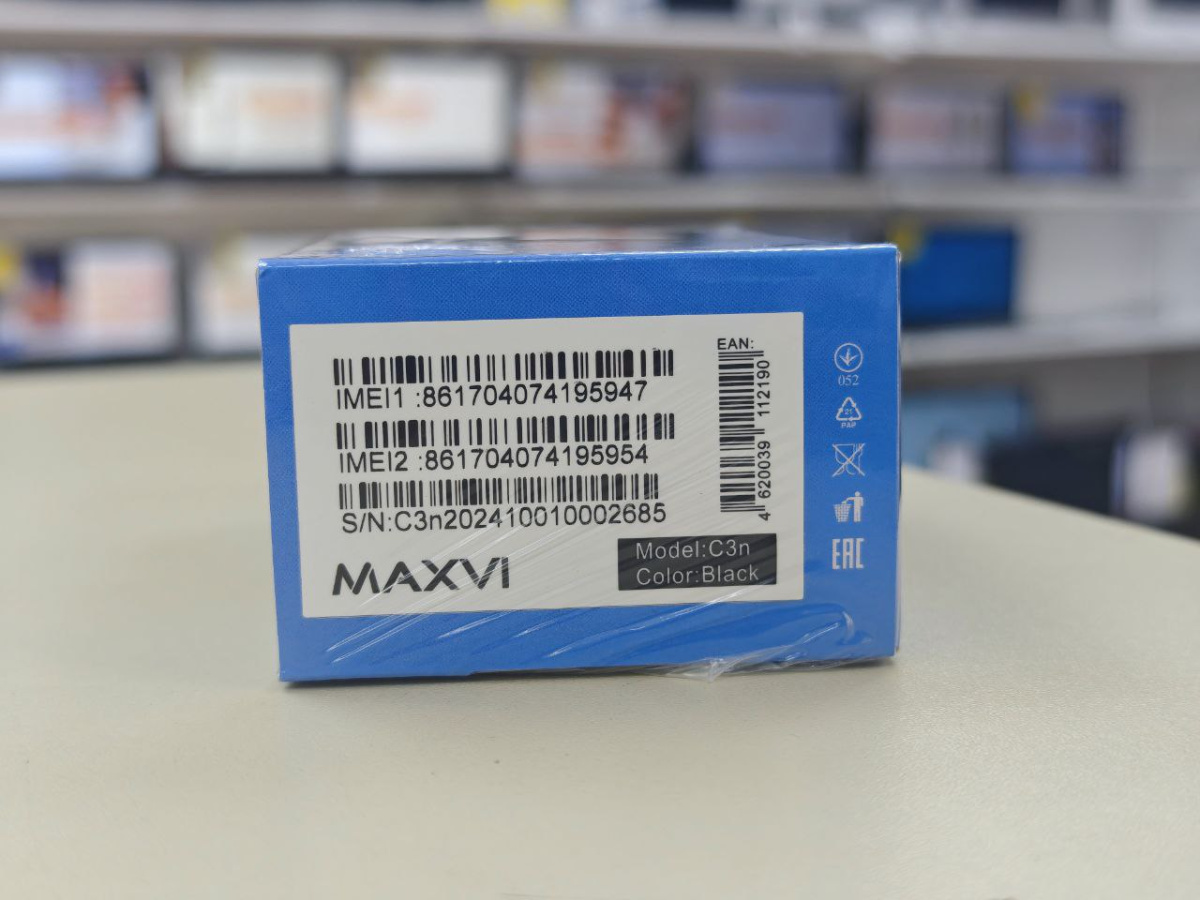 IMEI1 :861704074195947
IMEI2 :861704074195954
S/N:C3n202410010002685
MAXVI
Model:C3n
Color:Black
EAN:
4 620039 112190
052
21
PAP
EAC